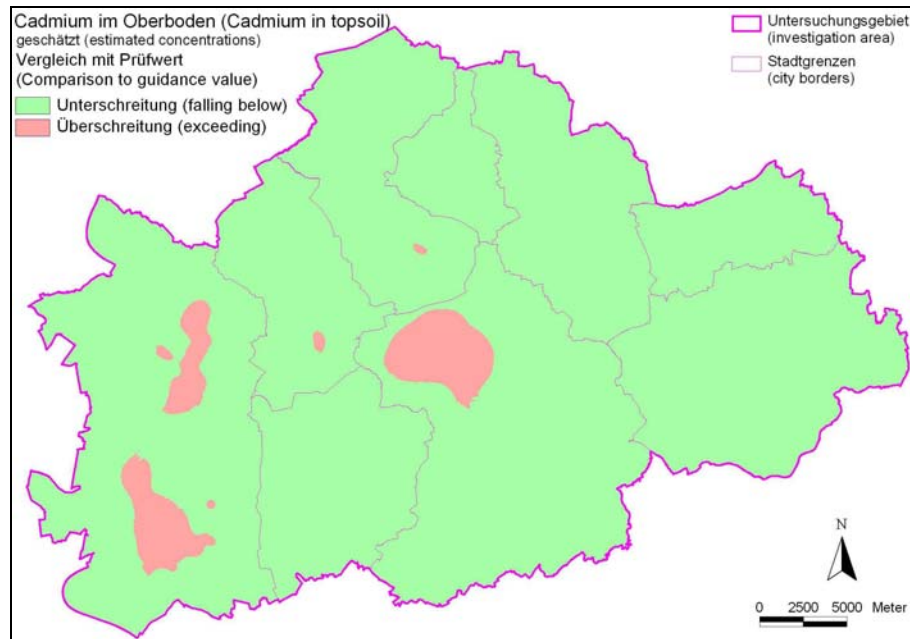 Cadmium im Oberboden (Cadmium in topsoil)
geschätzt (estimated concentrations)
Vergleich mit Prüfwert
(Comparison to guidance value)
Unterschreitung (falling below)
Überschreitung (exceeding)
Untersuchungsgebiet
(investigation area)
Stadtgrenzen
(city borders)
N
0 2500 5000 Meter